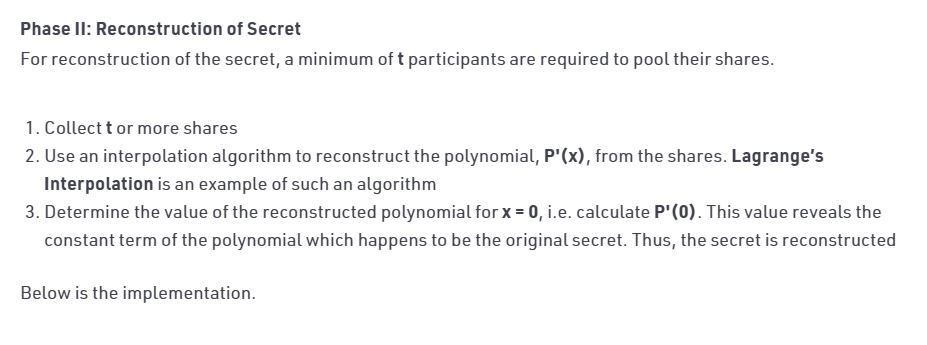 Phase II: Reconstruction of Secret
For reconstruction of the secret, a minimum of t participants are required to pool their shares.
1. Collect t or more shares
2. Use an interpolation algorithm to reconstruct the polynomial, P'(x), from the shares. Lagrange's
Interpolation is an example of such an algorithm
3. Determine the value of the reconstructed polynomial for x = 0, i.e. calculate P'(0). This value reveals the
constant term of the polynomial which happens to be the original secret. Thus, the secret is reconstructed
Below is the implementation.